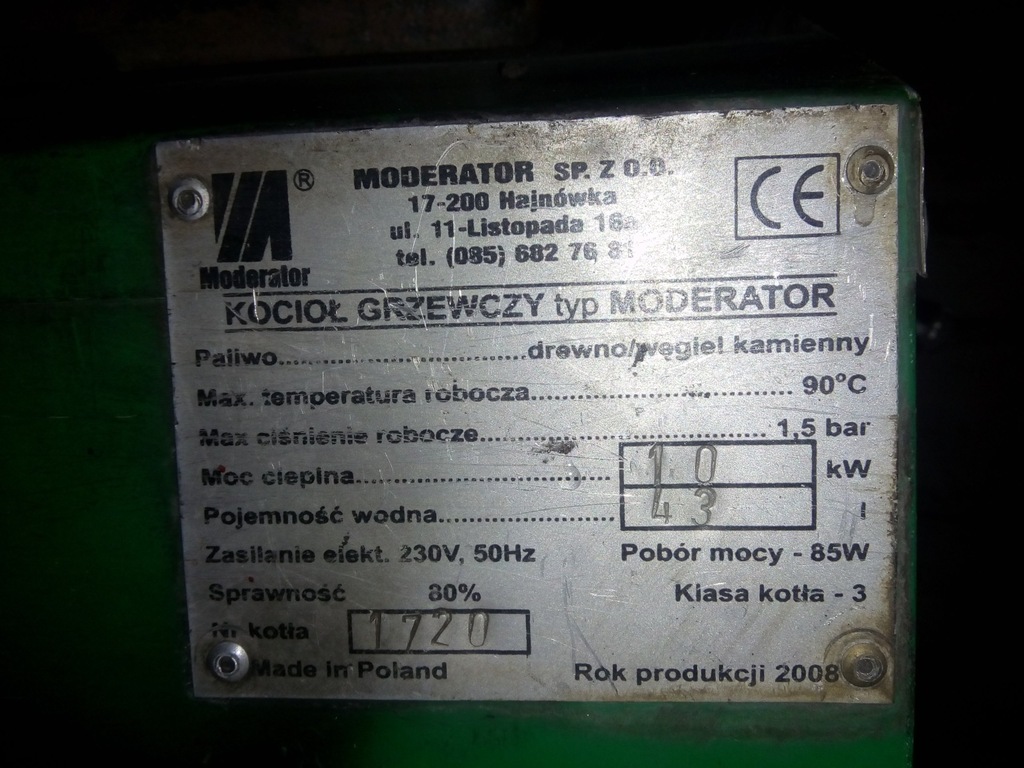 MODERATOR SP. Z O.O.
17-200 Hajnówka
ul. 11-Listopada 16a
tel. (085) 682 76 81
CE
®
Moderator
KOCIOŁ GRZEWCZY typ MODERATOR
Paliwo..............................drewno/węgiel kamienny
Max. temperatura robocza.............................. 90°C
Max ciśnienie robocze.............................. 1,5 bar
Moc cieplna.............................. 10 kW
Pojemność wodna.................... 43 l
Zasilanie elekt. 230V, 50Hz Pobór mocy - 85W
Sprawność 80% Klasa kotła - 3
Nr kotła 1720
Made in Poland Rok produkcji 2008